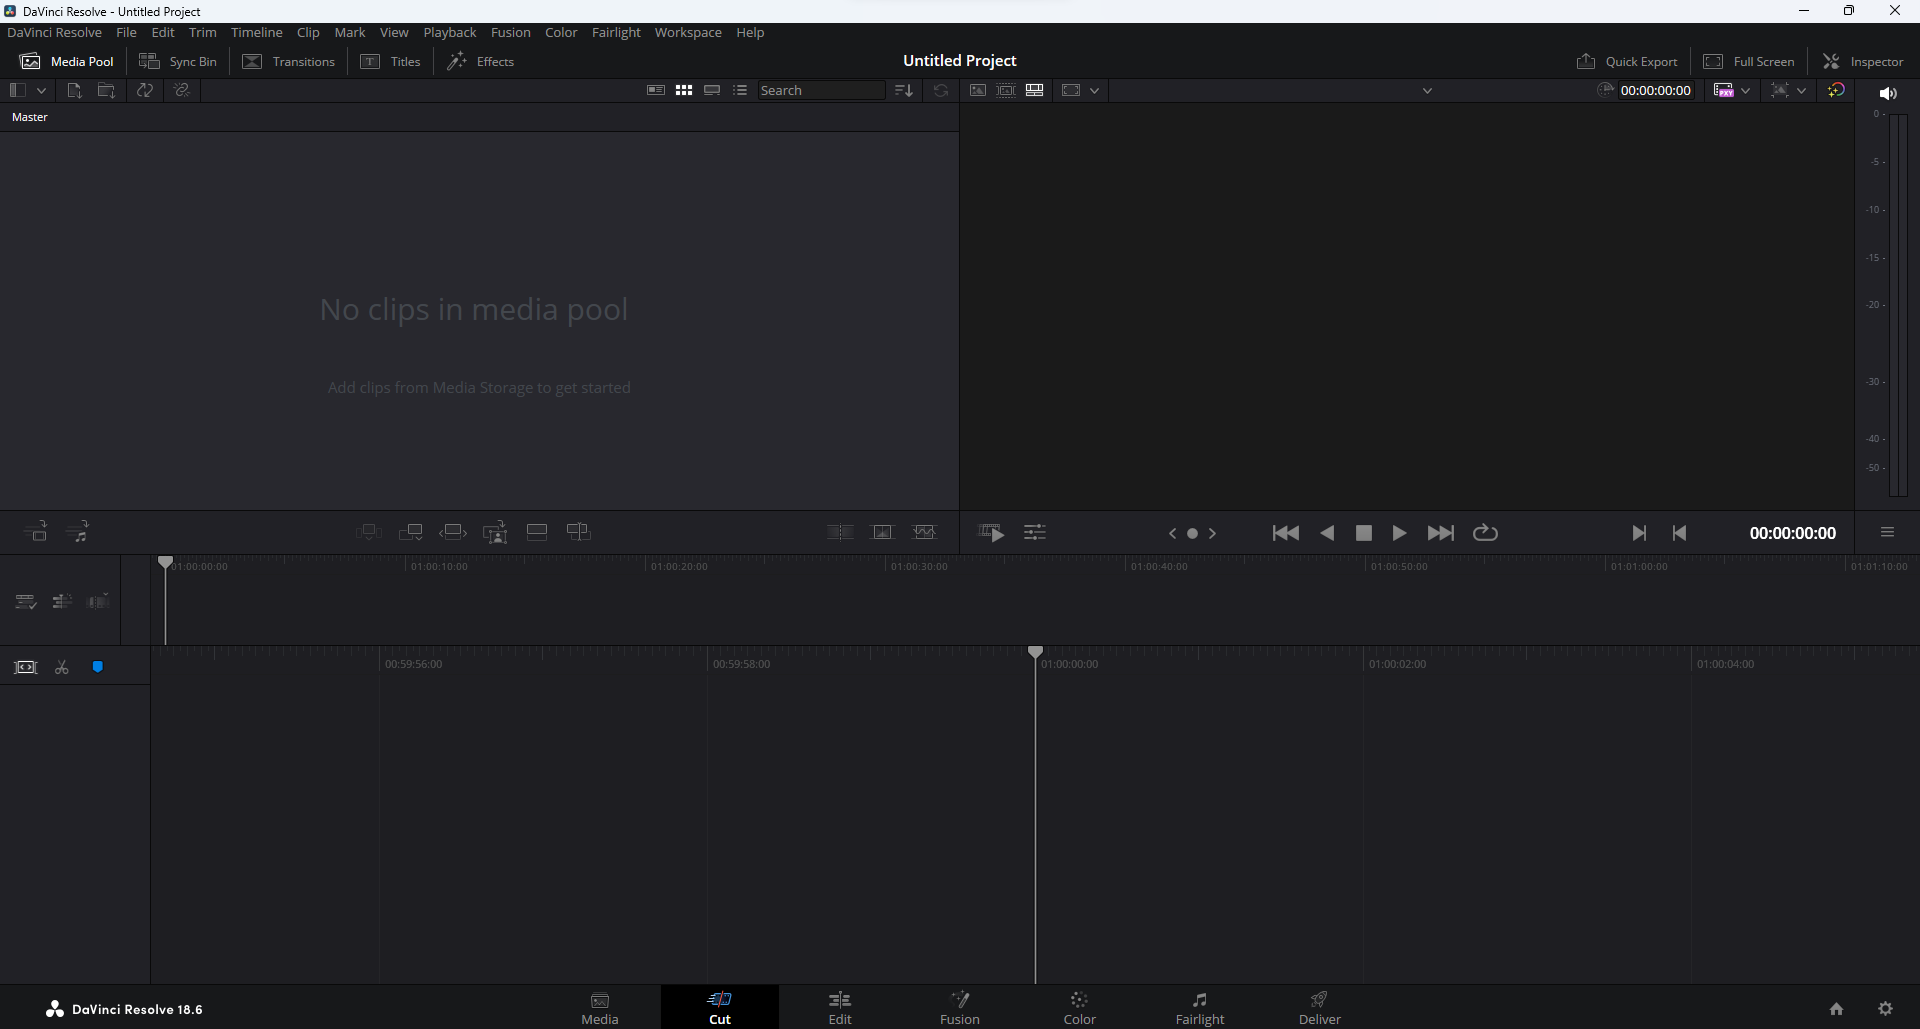 DaVinci Resolve - Untitled Project
DaVinci Resolve File Edit Trim Timeline Clip Mark View Playback Fusion Color Fairlight Workspace Help
Media Pool Sync Bin Transitions Titles Effects Untitled Project Quick Export Full Screen Inspector
Search 00:00:00:00 PXY
Master
0
-5
-10
-15
-20
-30
-40
-50
No clips in media pool
Add clips from Media Storage to get started
00:00:00:00
01:00:00:00 01:00:10:00 01:00:20:00 01:00:30:00 01:00:40:00 01:00:50:00 01:01:00:00 01:01:10:00
00:59:56:00 00:59:58:00 01:00:00:00 01:00:02:00 01:00:04:00
DaVinci Resolve 18.6
Media Cut Edit Fusion Color Fairlight Deliver